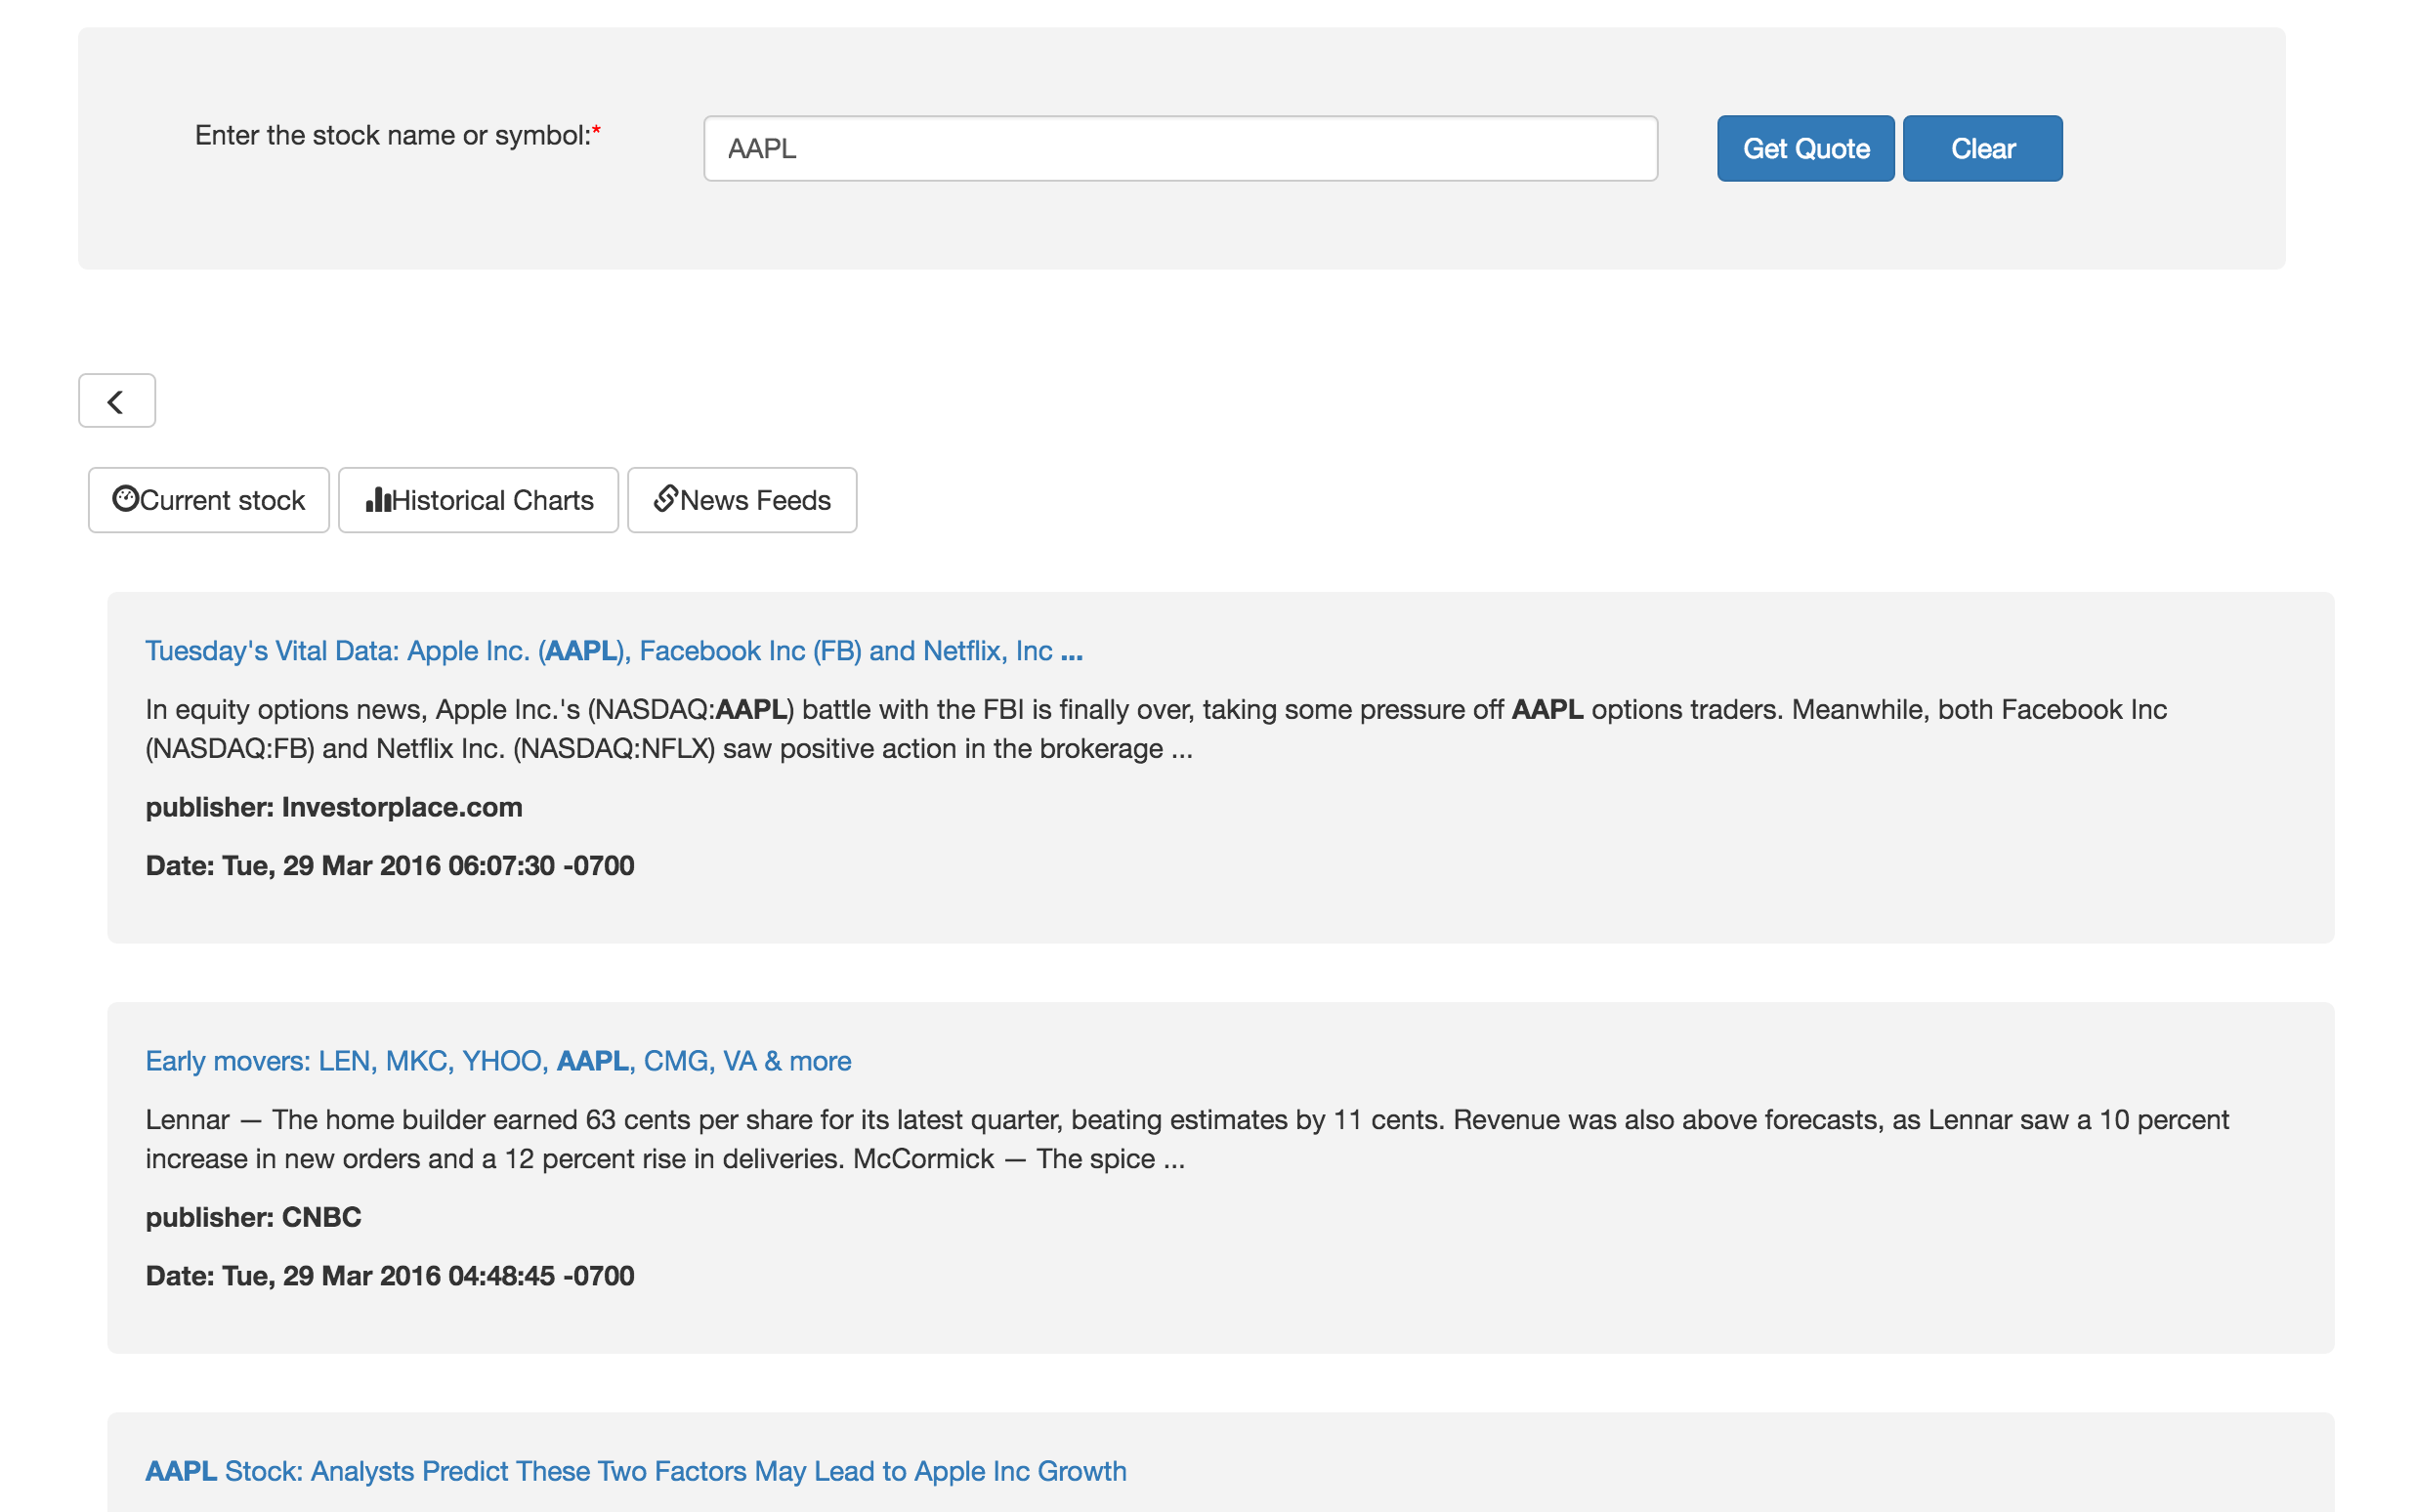 Enter the stock name or symbol:*
AAPL
Get Quote
Clear
Current stock
Historical Charts
News Feeds
Tuesday's Vital Data: Apple Inc. (AAPL), Facebook Inc (FB) and Netflix, Inc ...
In equity options news, Apple Inc.'s (NASDAQ:AAPL) battle with the FBI is finally over, taking some pressure off AAPL options traders. Meanwhile, both Facebook Inc
(NASDAQ:FB) and Netflix Inc. (NASDAQ:NFLX) saw positive action in the brokerage ...
publisher: Investorplace.com
Date: Tue, 29 Mar 2016 06:07:30 -0700
Early movers: LEN, MKC, YHOO, AAPL, CMG, VA & more
Lennar — The home builder earned 63 cents per share for its latest quarter, beating estimates by 11 cents. Revenue was also above forecasts, as Lennar saw a 10 percent
increase in new orders and a 12 percent rise in deliveries. McCormick — The spice ...
publisher: CNBC
Date: Tue, 29 Mar 2016 04:48:45 -0700
AAPL Stock: Analysts Predict These Two Factors May Lead to Apple Inc Growth